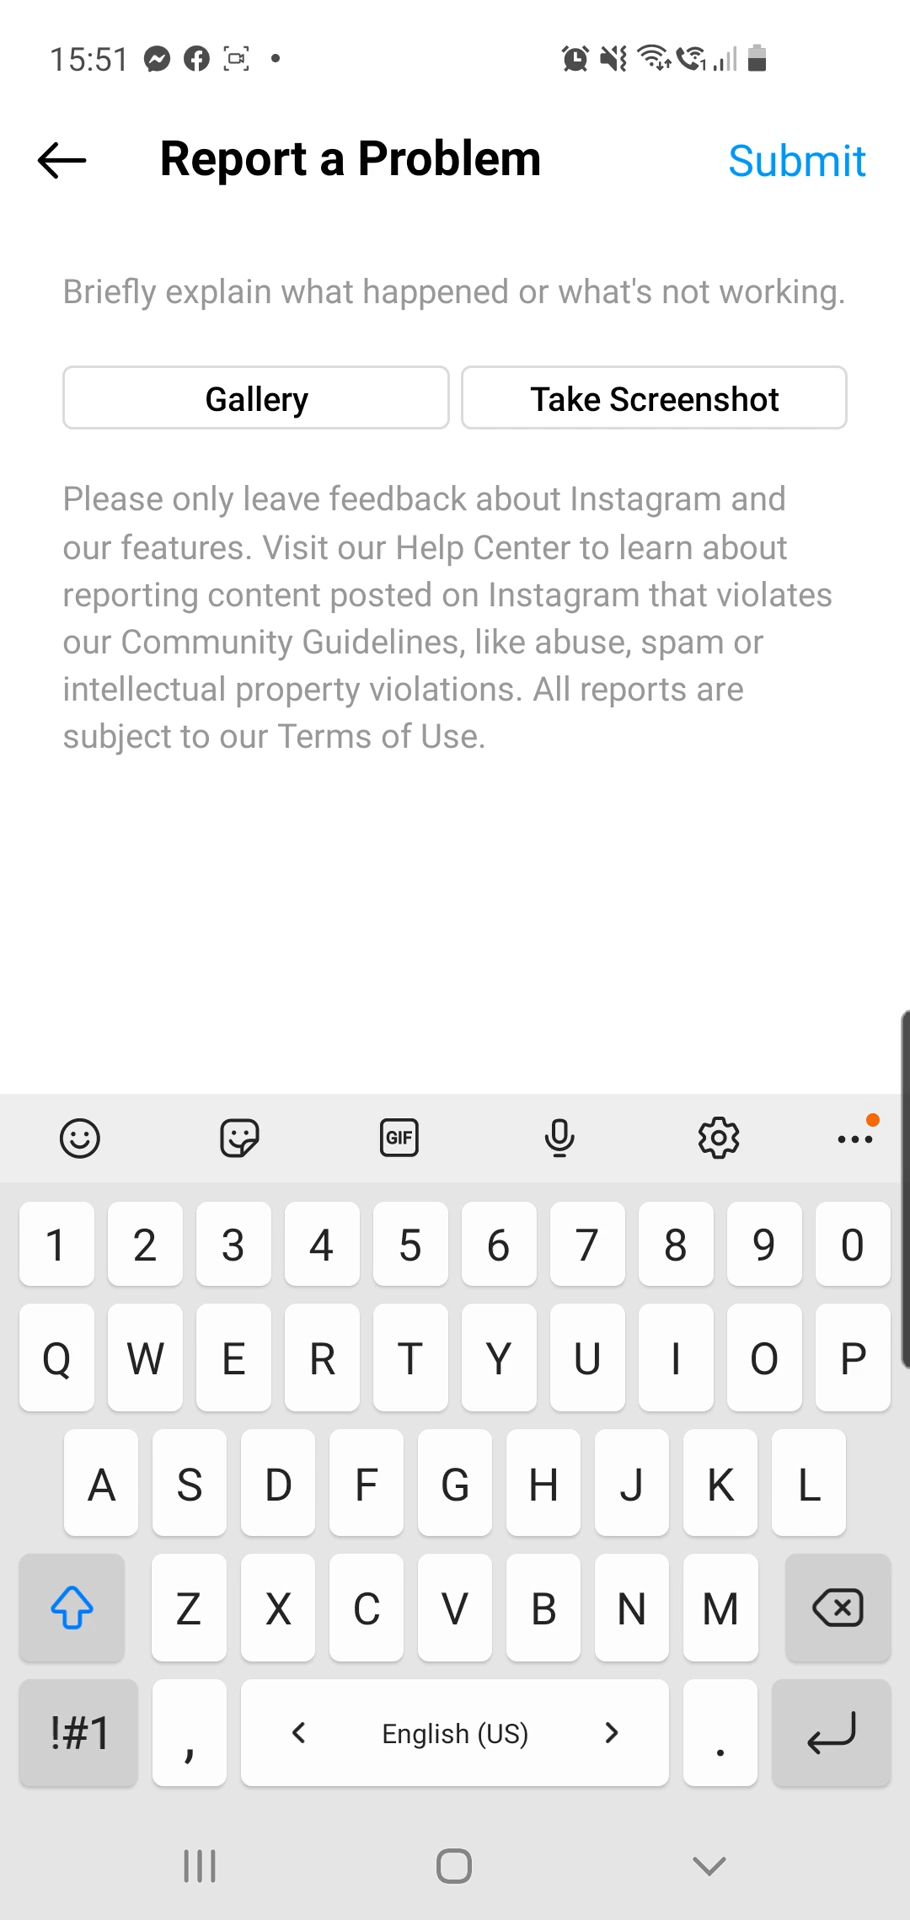 15:51
Report a Problem
Submit
Briefly explain what happened or what's not working.
Gallery
Take Screenshot
Please only leave feedback about Instagram and
our features. Visit our Help Center to learn about
reporting content posted on Instagram that violates
our Community Guidelines, like abuse, spam or
intellectual property violations. All reports are
subject to our Terms of Use.
GIF
1 2 3 4 5 6 7 8 9 0
Q W E R T Y U I O P
A S D F G H J K L
Z X C V B N M
!#1 , < English (US) > .